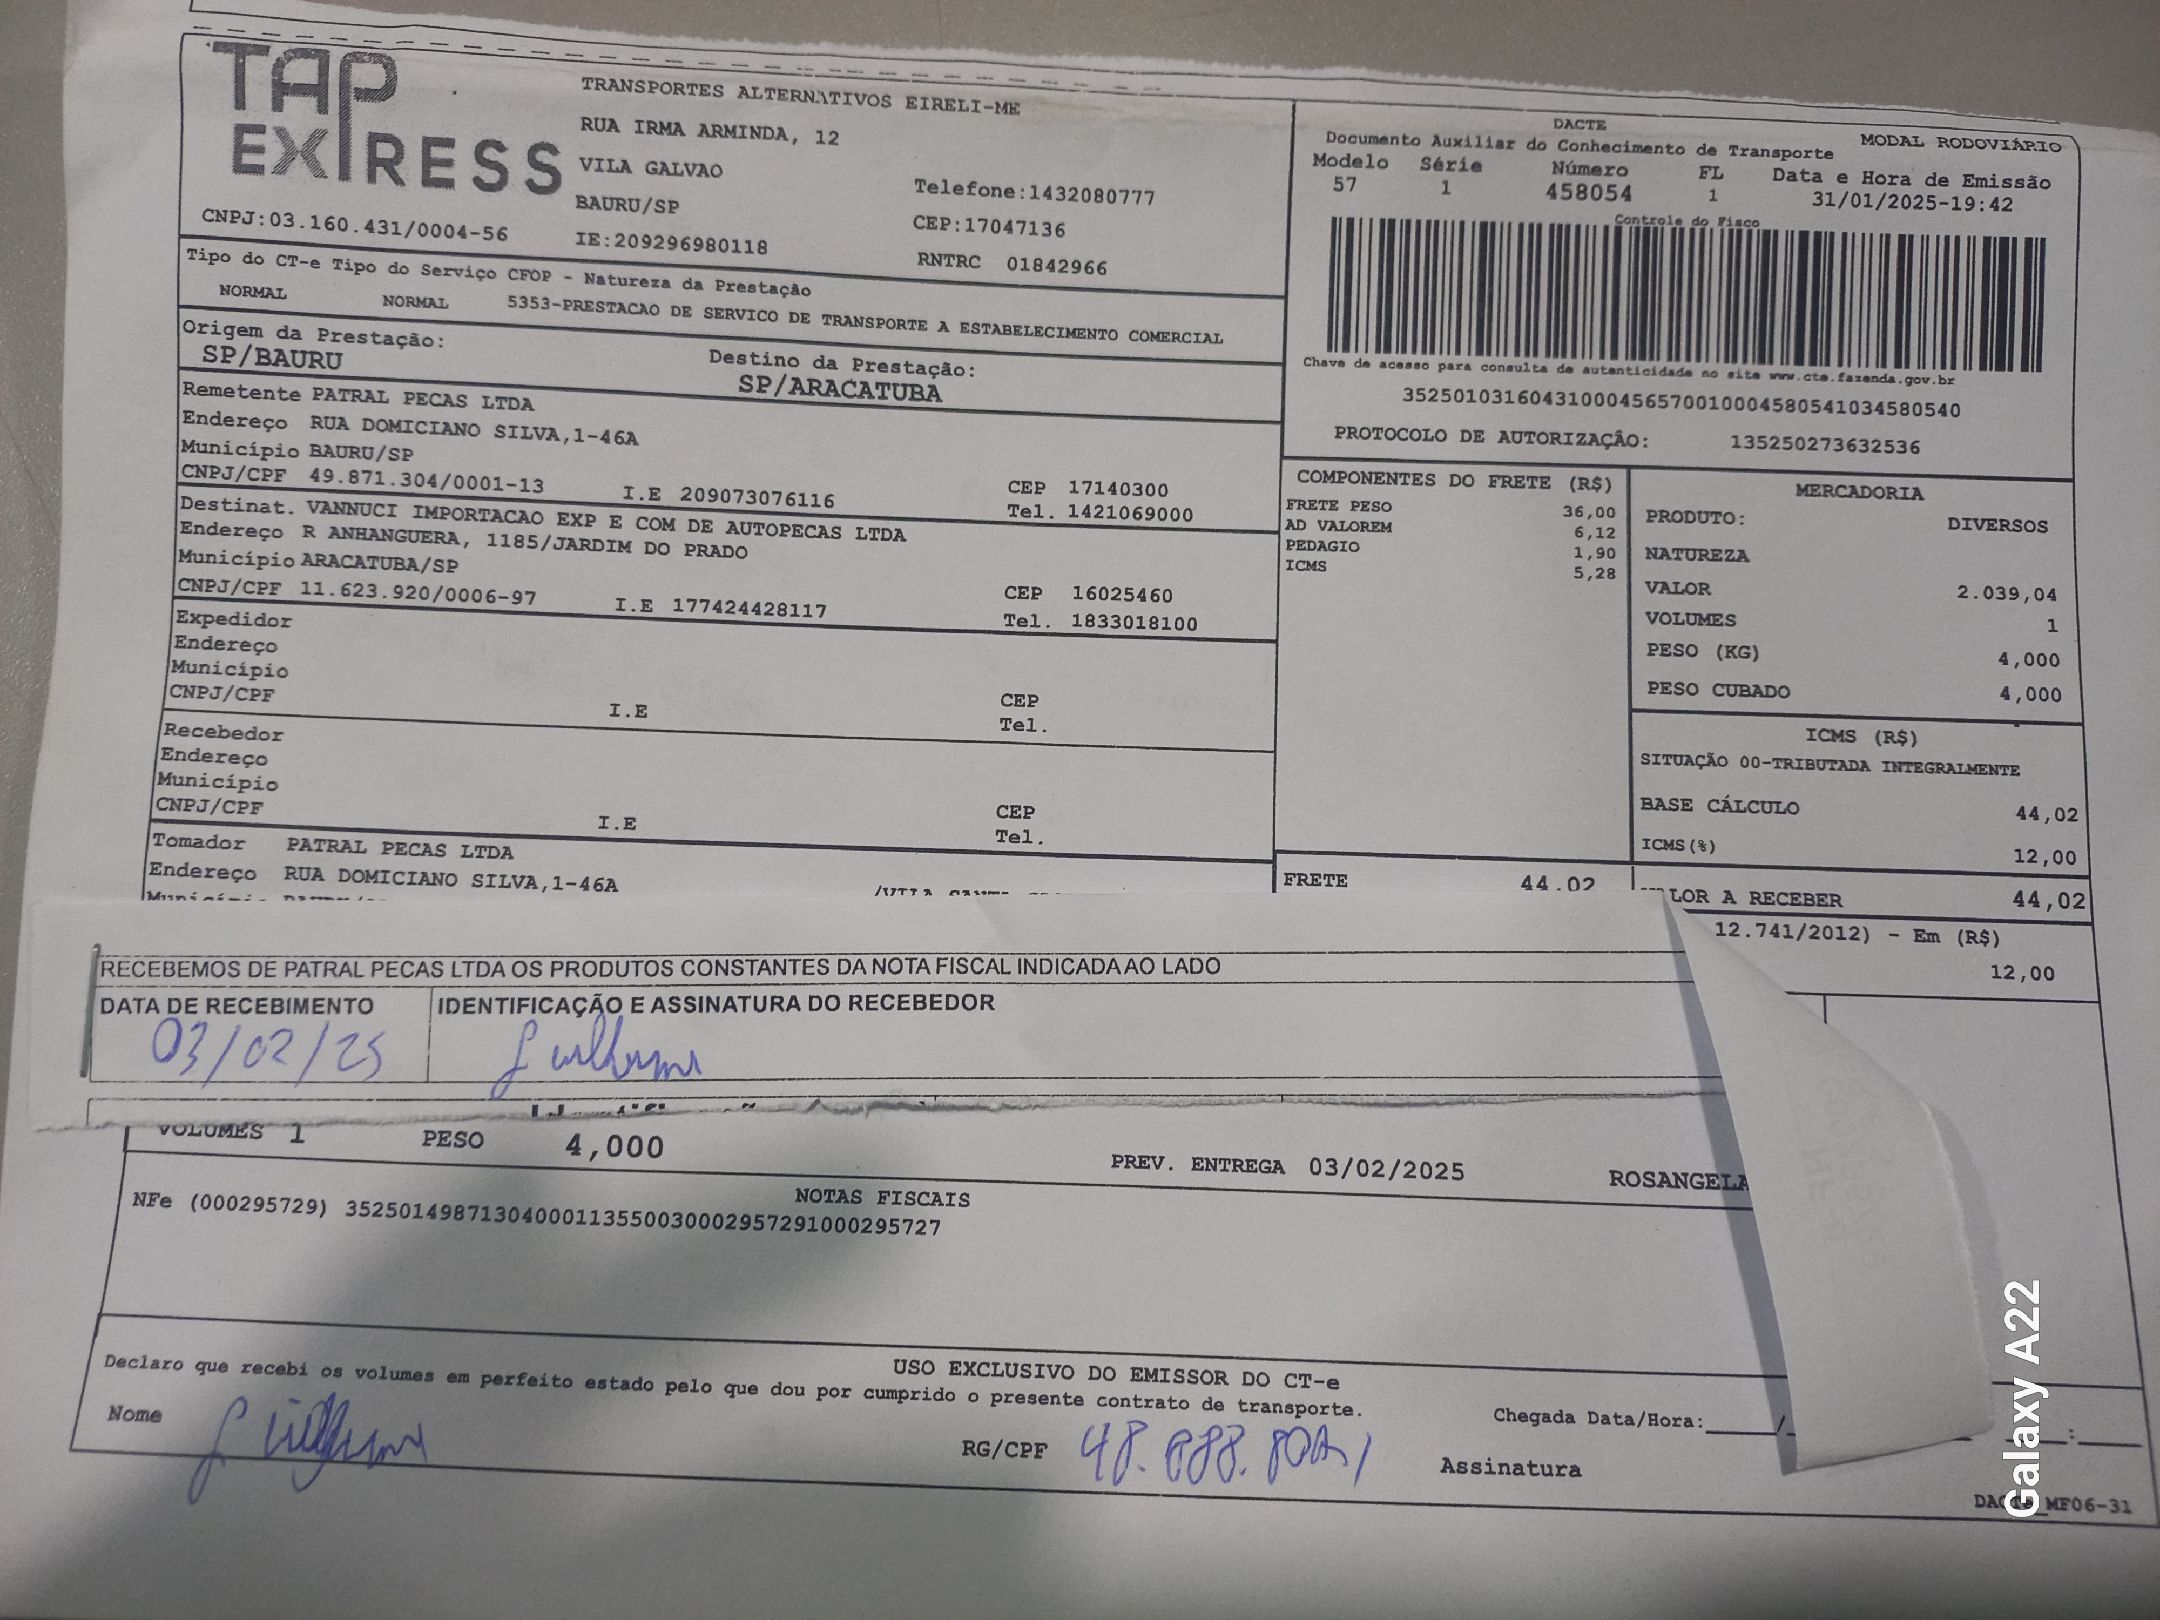 TAP
EXPRESS
TRANSPORTES ALTERNATIVOS EIRELI-ME
RUA IRMA ARMINDA, 12
VILA GALVAO
BAURU/SP
Telefone:1432080777
CEP:17047136
CNPJ:03.160.431/0004-56
IE:209296980118
RNTRC 01842966
DACTE
MODAL RODOVIÁRIO
Documento Auxiliar do Conhecimento de Transporte
Modelo Série Número FL Data e Hora de Emissão
57 1 458054 1 31/01/2025-19:42
Controle do Fisco
Chave de acesso para consulta de autenticidade no site www.cte.fazenda.gov.br
35250103160431000456570010004580541034580540
PROTOCOLO DE AUTORIZAÇÃO: 135250273632536
Tipo do CT-e Tipo do Serviço CFOP - Natureza da Prestação
NORMAL NORMAL 5353-PRESTACAO DE SERVICO DE TRANSPORTE A ESTABELECIMENTO COMERCIAL
Origem da Prestação: Destino da Prestação:
SP/BAURU SP/ARACATUBA
Remetente PATRAL PECAS LTDA
Endereço RUA DOMICIANO SILVA,1-46A
Município BAURU/SP CEP 17140300
CNPJ/CPF 49.871.304/0001-13 I.E 209073076116 Tel. 1421069000
Destinat. VANNUCI IMPORTACAO EXP E COM DE AUTOPECAS LTDA
Endereço R ANHANGUERA, 1185/JARDIM DO PRADO
Município ARACATUBA/SP CEP 16025460
CNPJ/CPF 11.623.920/0006-97 I.E 177424428117 Tel. 1833018100
Expedidor
Endereço
Município CEP
CNPJ/CPF I.E Tel.
Recebedor
Endereço
Município CEP
CNPJ/CPF I.E Tel.
Tomador PATRAL PECAS LTDA
Endereço RUA DOMICIANO SILVA,1-46A
COMPONENTES DO FRETE (R$)
FRETE PESO 36,00
AD VALOREM 6,12
PEDAGIO 1,90
ICMS 5,28
FRETE 44,02
MERCADORIA
PRODUTO: DIVERSOS
NATUREZA
VALOR 2.039,04
VOLUMES 1
PESO (KG) 4,000
PESO CUBADO 4,000
ICMS (R$)
SITUAÇÃO 00-TRIBUTADA INTEGRALMENTE
BASE CÁLCULO 44,02
ICMS(%) 12,00
LOR A RECEBER 44,02
12.741/2012) - Em (R$)
12,00
RECEBEMOS DE PATRAL PECAS LTDA OS PRODUTOS CONSTANTES DA NOTA FISCAL INDICADA AO LADO
DATA DE RECEBIMENTO IDENTIFICAÇÃO E ASSINATURA DO RECEBEDOR
03/02/25 Guilherme
VOLUMES 1 PESO 4,000 PREV. ENTREGA 03/02/2025 ROSANGELA
NOTAS FISCAIS
NFe (000295729) 35250149871304000113550030002957291000295727
USO EXCLUSIVO DO EMISSOR DO CT-e
Declaro que recebi os volumes em perfeito estado pelo que dou por cumprido o presente contrato de transporte.
Nome Guilherme RG/CPF Chegada Data/Hora:
Assinatura
MF06-31
Galaxy A22